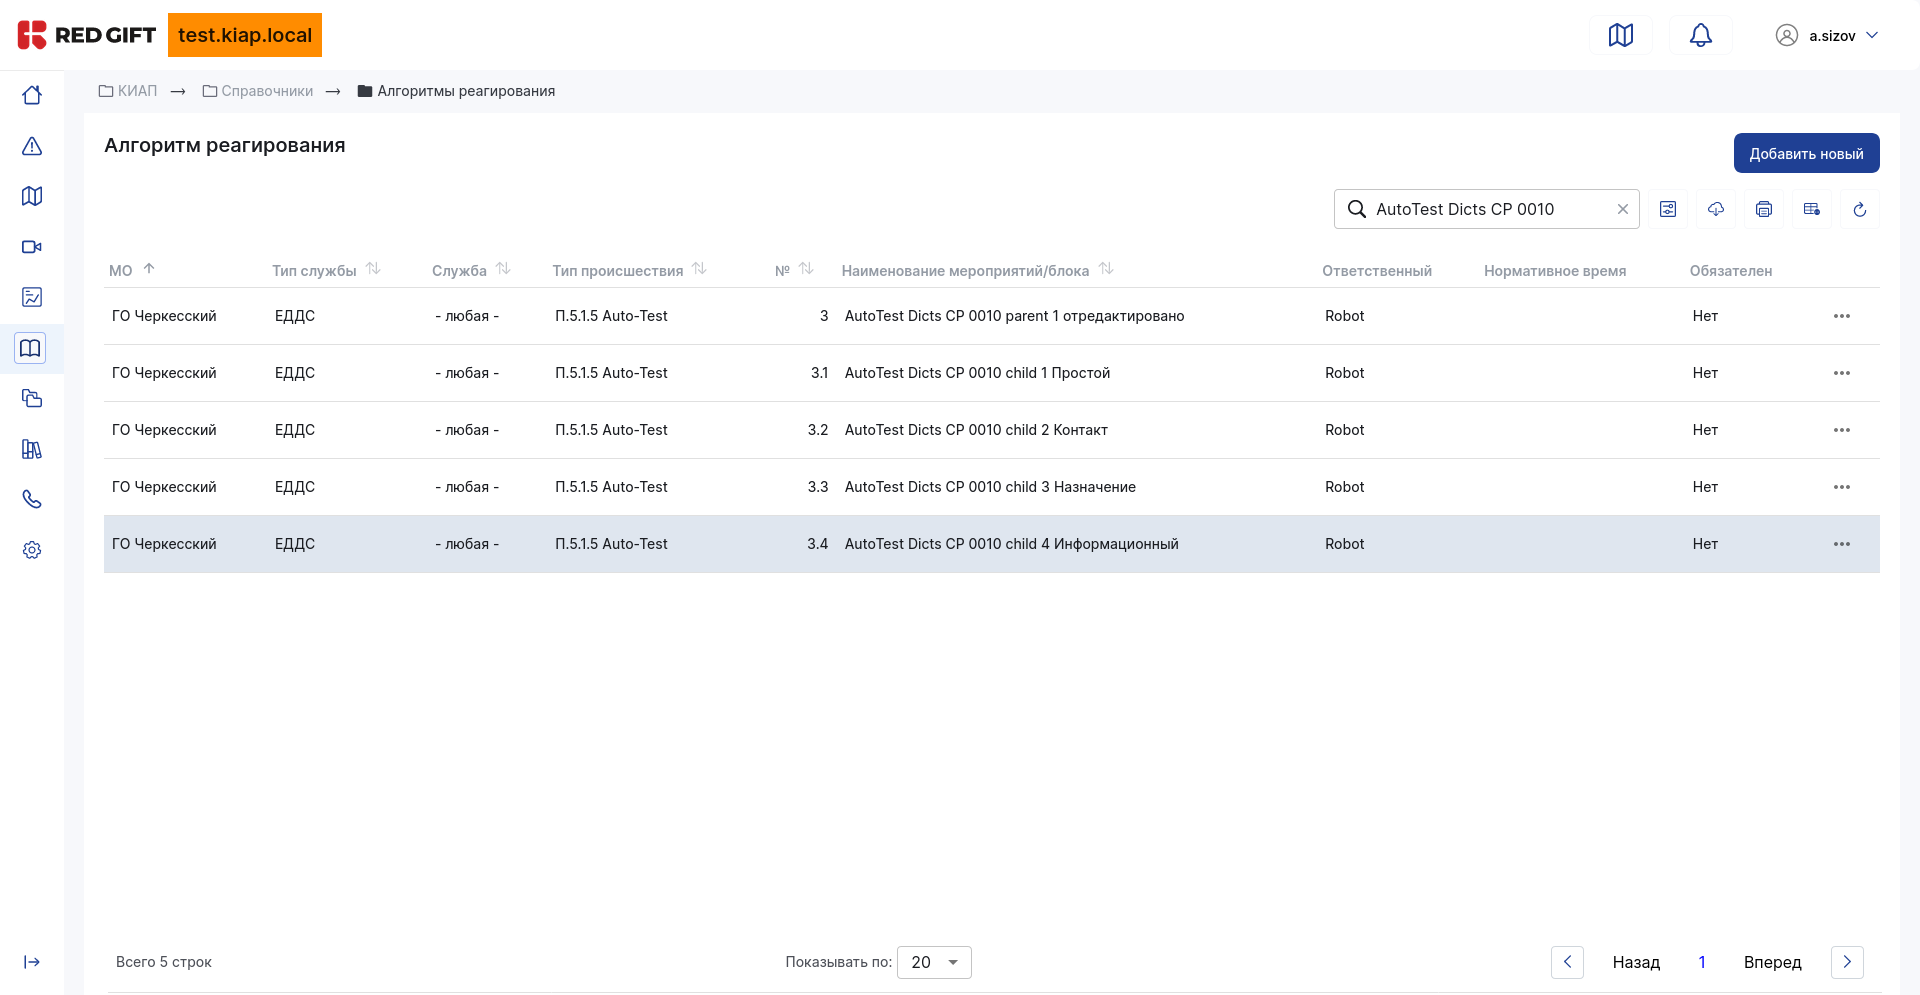 RED GIFT test.kiap.local a.sizov
КИАП → Справочники → Алгоритмы реагирования
Алгоритм реагирования
Добавить новый
AutoTest Dicts CP 0010
МО Тип службы Служба Тип происшествия № Наименование мероприятий/блока Ответственный Нормативное время Обязателен
ГО Черкесский ЕДДС - любая - П.5.1.5 Auto-Test 3 AutoTest Dicts CP 0010 parent 1 отредактировано Robot Нет
ГО Черкесский ЕДДС - любая - П.5.1.5 Auto-Test 3.1 AutoTest Dicts CP 0010 child 1 Простой Robot Нет
ГО Черкесский ЕДДС - любая - П.5.1.5 Auto-Test 3.2 AutoTest Dicts CP 0010 child 2 Контакт Robot Нет
ГО Черкесский ЕДДС - любая - П.5.1.5 Auto-Test 3.3 AutoTest Dicts CP 0010 child 3 Назначение Robot Нет
ГО Черкесский ЕДДС - любая - П.5.1.5 Auto-Test 3.4 AutoTest Dicts CP 0010 child 4 Информационный Robot Нет
Всего 5 строк Показывать по: 20 Назад 1 Вперед